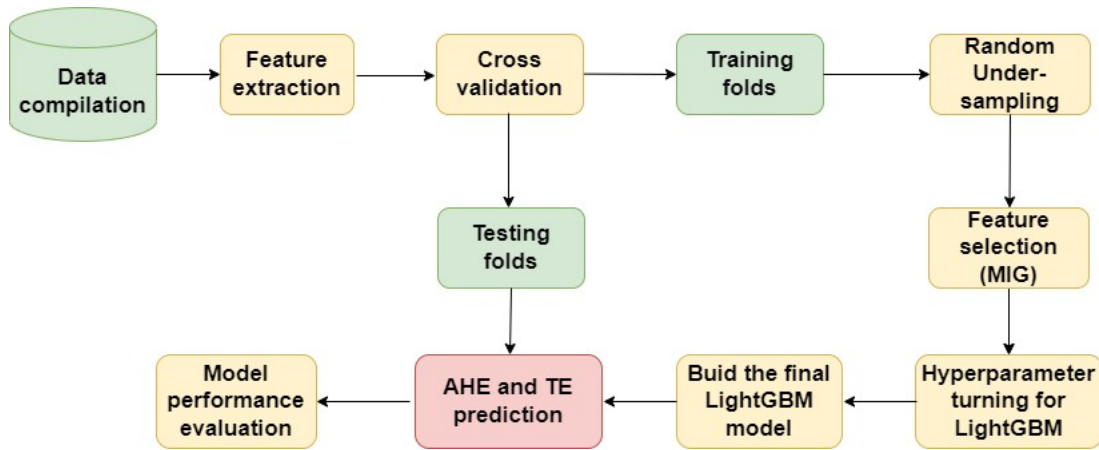 Data
compilation
Feature
extraction
Cross
validation
Training
folds
Random
Under-
sampling
Testing
folds
Feature
selection
(MIG)
Model
performance
evaluation
AHE and TE
prediction
Buid the final
LightGBM
model
Hyperparameter
turning for
LightGBM